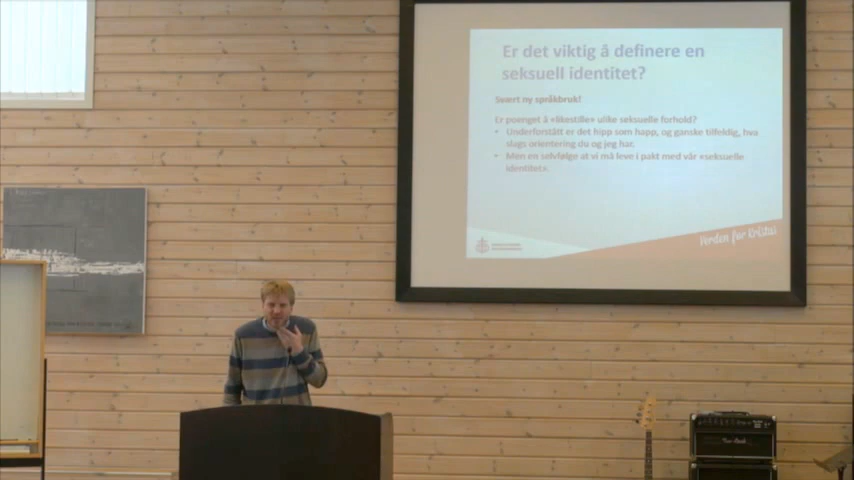 Er det viktig å definere en
seksuell identitet?
Svært ny språkbruk!
Er poenget å «likestille» ulike seksuelle forhold?
• Underforstått er det hipp som happ, og ganske tilfeldig, hva
slags orientering du og jeg har.
• Men en selvfølge at vi må leve i pakt med vår «seksuelle
identitet».
Verden for Kristus